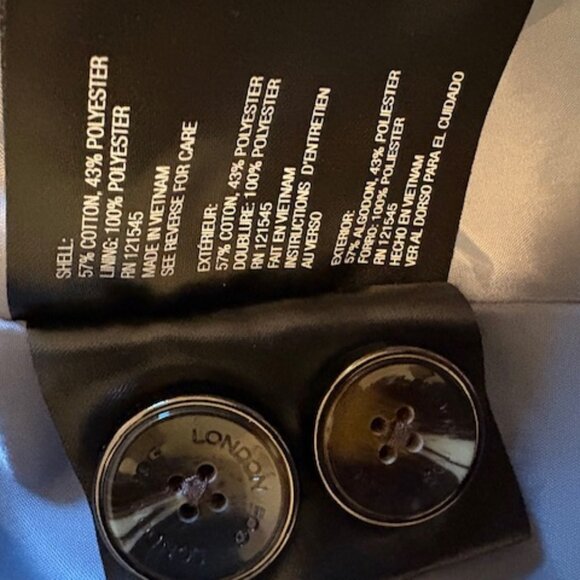 SHELL:
57% COTTON, 43% POLYESTER
LINING: 100% POLYESTER
RN 121545
MADE IN VIETNAM
SEE REVERSE FOR CARE
EXTÉRIEUR:
57% COTON, 43% POLYESTER
DOUBLURE: 100% POLYESTER
RN 121545
FAIT EN VIETNAM
INSTRUCTIONS D'ENTRETIEN
AU VERSO
EXTERIOR:
57% ALGODON, 43% POLIESTER
FORRO: 100% POLIESTER
RN 121545
HECHO EN VIETNAM
VER AL DORSO PARA EL CUIDADO
LONDON